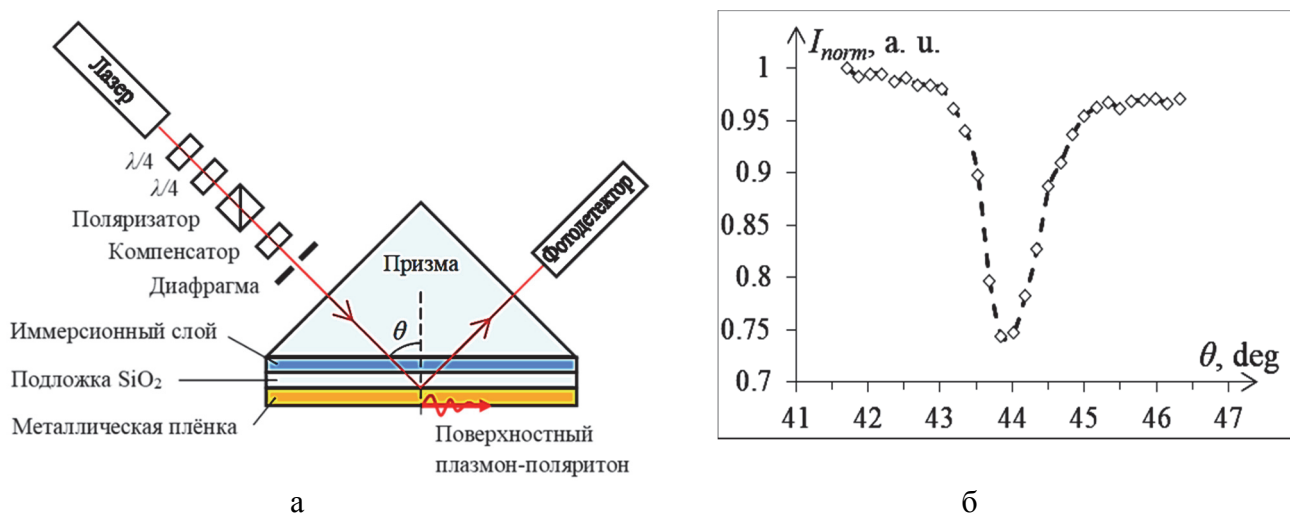 Лазер
λ/4
λ/4
Поляризатор
Компенсатор
Диафрагма
Призма
Фотодетектор
θ
Иммерсионный слой
Подложка SiO₂
Металлическая плёнка
Поверхностный
плазмон-поляритон
а
I_norm, a. u.
1
0.95
0.9
0.85
0.8
0.75
0.7
θ, deg
41 42 43 44 45 46 47
б